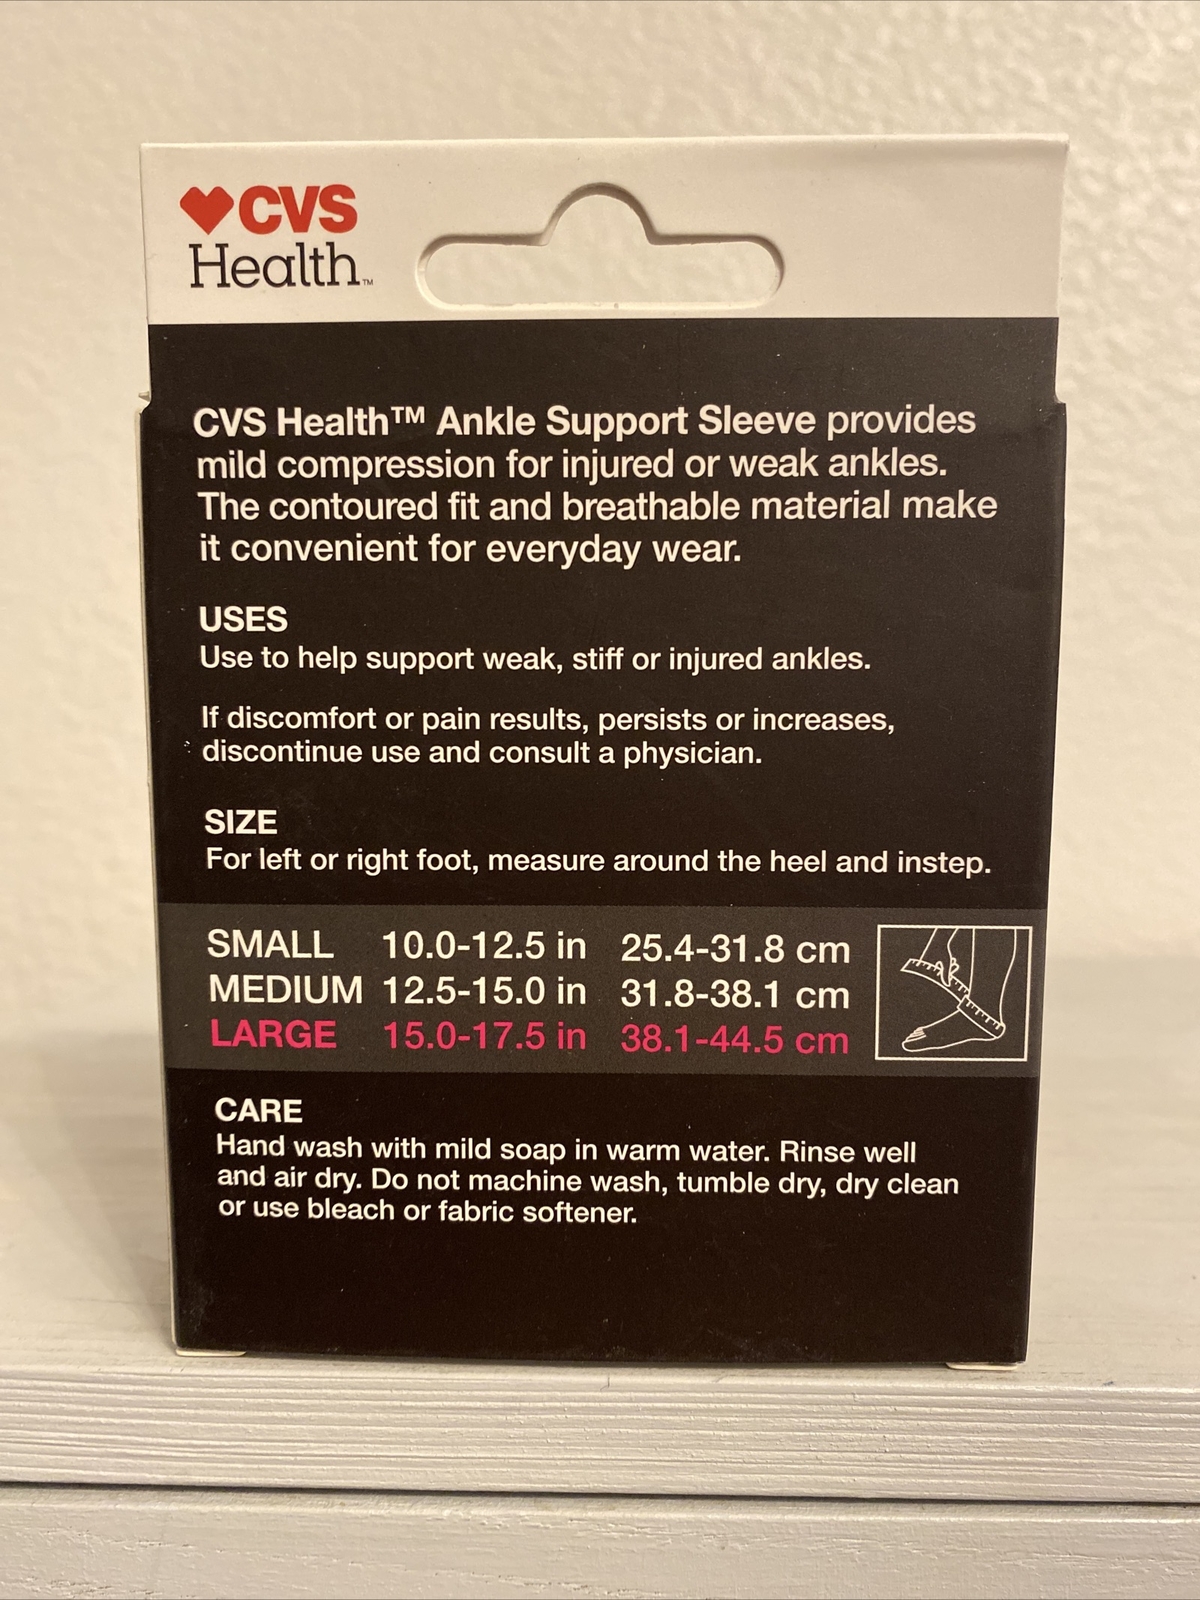 CVS
Health™
CVS Health™ Ankle Support Sleeve provides
mild compression for injured or weak ankles.
The contoured fit and breathable material make
it convenient for everyday wear.
USES
Use to help support weak, stiff or injured ankles.
If discomfort or pain results, persists or increases,
discontinue use and consult a physician.
SIZE
For left or right foot, measure around the heel and instep.
SMALL 10.0-12.5 in 25.4-31.8 cm
MEDIUM 12.5-15.0 in 31.8-38.1 cm
LARGE 15.0-17.5 in 38.1-44.5 cm
CARE
Hand wash with mild soap in warm water. Rinse well
and air dry. Do not machine wash, tumble dry, dry clean
or use bleach or fabric softener.